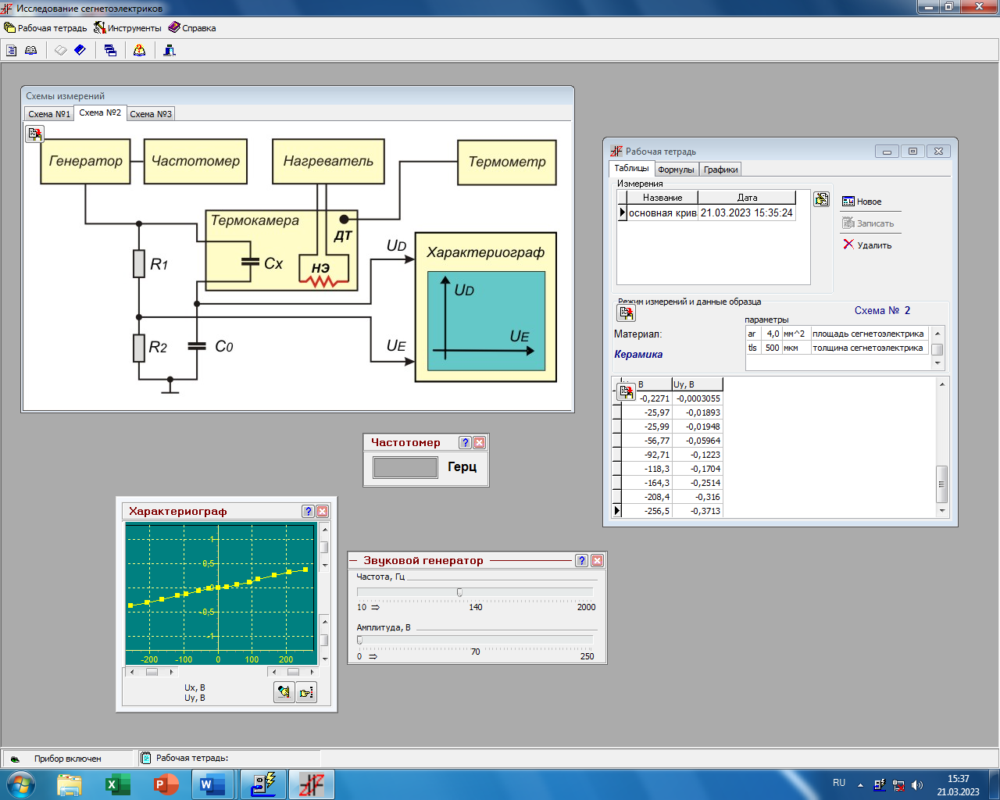 Исследование сегнетоэлектриков
Рабочая тетрадь Инструменты Справка
Схемы измерений
Схема №1 Схема №2 Схема №3
Генератор Частотомер Нагреватель Термометр
Термокамера
ДТ
R1 Cx НЭ
UD
Характериограф
UD
UE
R2 C0 UE
Рабочая тетрадь
Таблицы Формулы Графики
Измерения
Название Дата
основная крив 21.03.2023 15:35:24
Новое
Записать
Удалить
Режим измерений и данные образца
Схема № 2
параметры
Материал:
Керамика
ar 4,0 мм^2 площадь сегнетоэлектрика
tls 500 мкм толщина сегнетоэлектрика
В Uy, В
-0,2271 -0,0003055
-25,97 -0,01893
-25,99 -0,01948
-56,77 -0,05964
-92,71 -0,1223
-118,3 -0,1704
-164,3 -0,2514
-208,4 -0,316
-256,5 -0,3713
Частотомер ?
Герц
Характериограф ?
1
0,5
0
-0,5
-1
-200 -100 0 100 200
Ux, В
Uy, В
Звуковой генератор ?
Частота, Гц
10 ⇒ 140 2000
Амплитуда, В
0 ⇒ 70 250
Прибор включен Рабочая тетрадь:
RU 15:37
21.03.2023